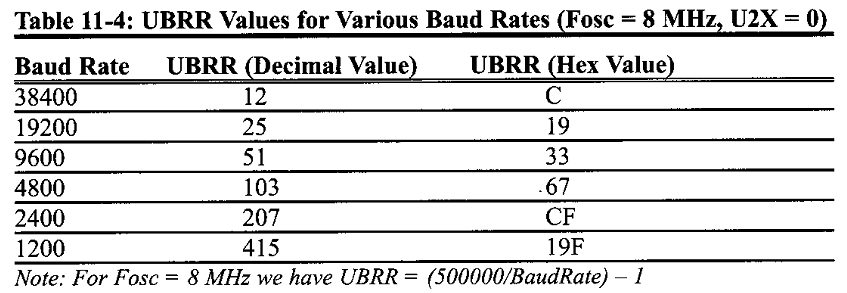 Table 11-4: UBRR Values for Various Baud Rates (Fosc = 8 MHz, U2X = 0)
Baud Rate UBRR (Decimal Value) UBRR (Hex Value)
38400 12 C
19200 25 19
9600 51 33
4800 103 67
2400 207 CF
1200 415 19F
Note: For Fosc = 8 MHz we have UBRR = (500000/BaudRate) – 1